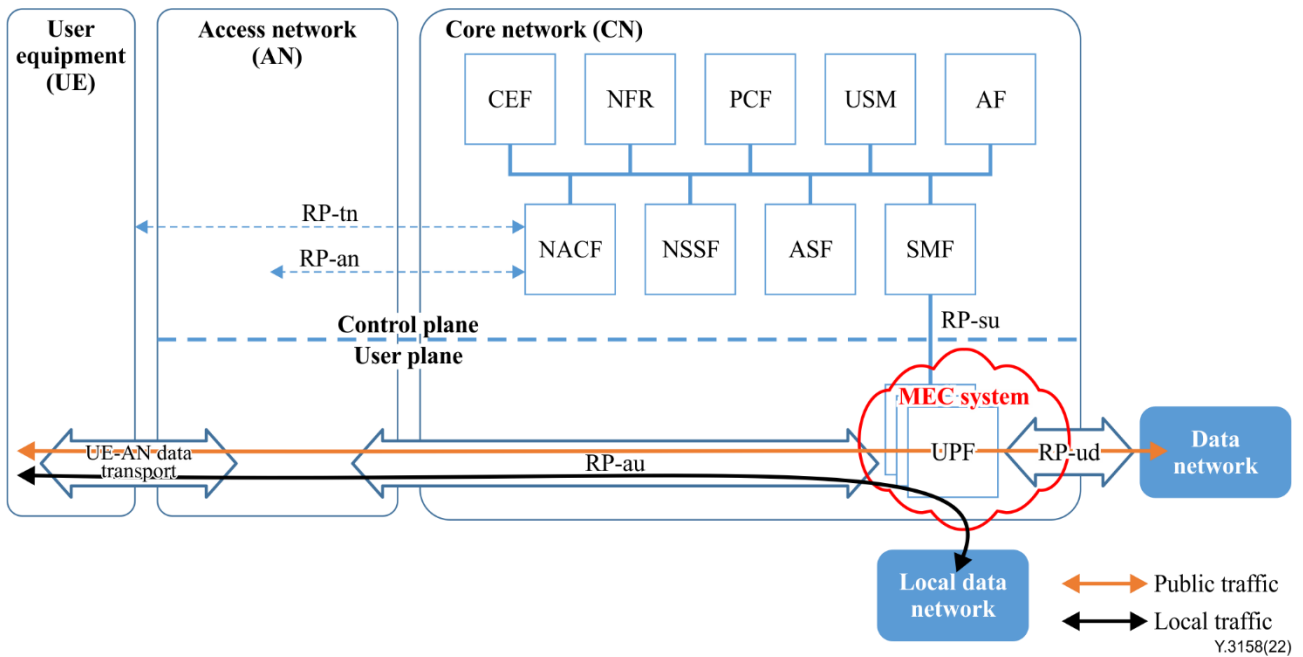 User
equipment
(UE)
Access network
(AN)
Core network (CN)
CEF
NFR
PCF
USM
AF
RP-tn
NACF
NSSF
ASF
SMF
RP-an
Control plane
RP-su
User plane
MEC system
UE-AN data
transport
RP-au
UPF
RP-ud
Data
network
Local data
network
Public traffic
Local traffic
Y.3158(22)